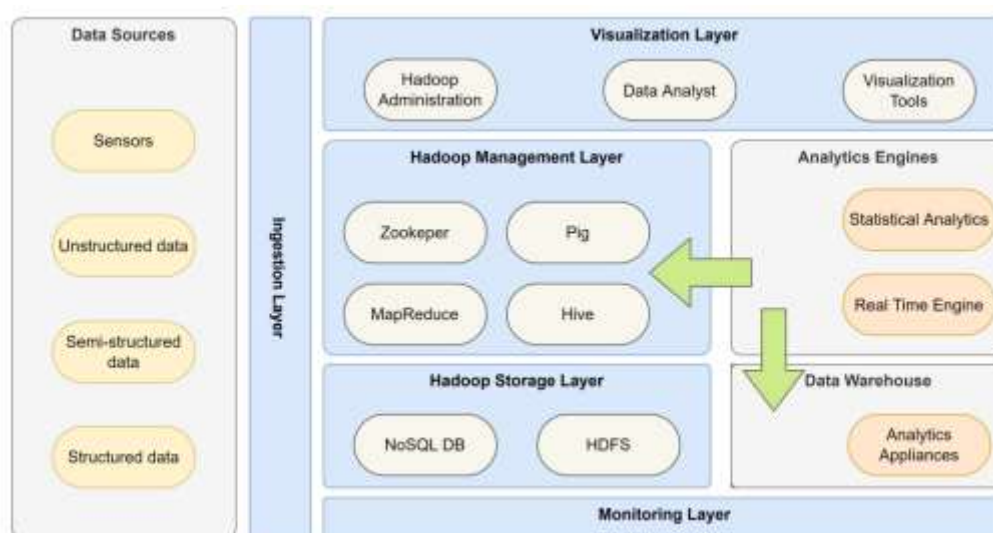 Data Sources
Sensors
Unstructured data
Semi-structured
data
Structured data
Ingestion Layer
Visualization Layer
Hadoop
Administration
Data Analyst
Visualization
Tools
Hadoop Management Layer
Zookeper
Pig
MapReduce
Hive
Analytics Engines
Statistical Analytics
Real Time Engine
Hadoop Storage Layer
NoSQL DB
HDFS
Data Warehouse
Analytics
Appliances
Monitoring Layer